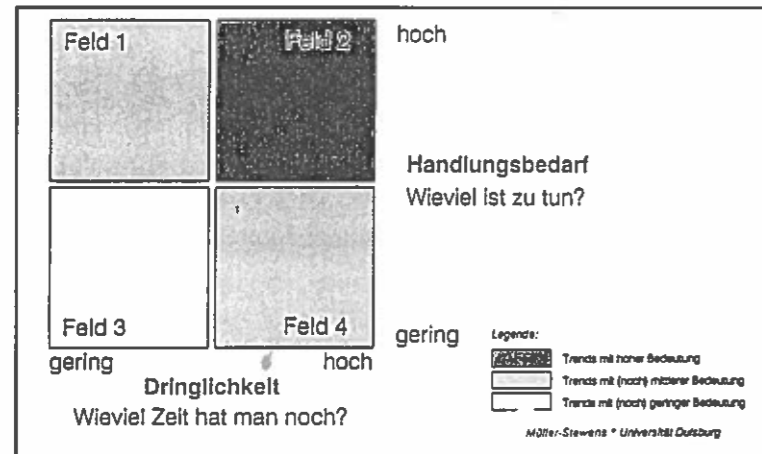 Feld 1
Feld 2
hoch
Handlungsbedarf
Wieviel ist zu tun?
Feld 3
Feld 4
gering
gering
hoch
Dringlichkeit
Wieviel Zeit hat man noch?
Legende:
Trends mit hoher Bedeutung
Trends mit (noch) mittlerer Bedeutung
Trends mit (noch) geringer Bedeutung
Müller-Stewens * Universität Duisburg